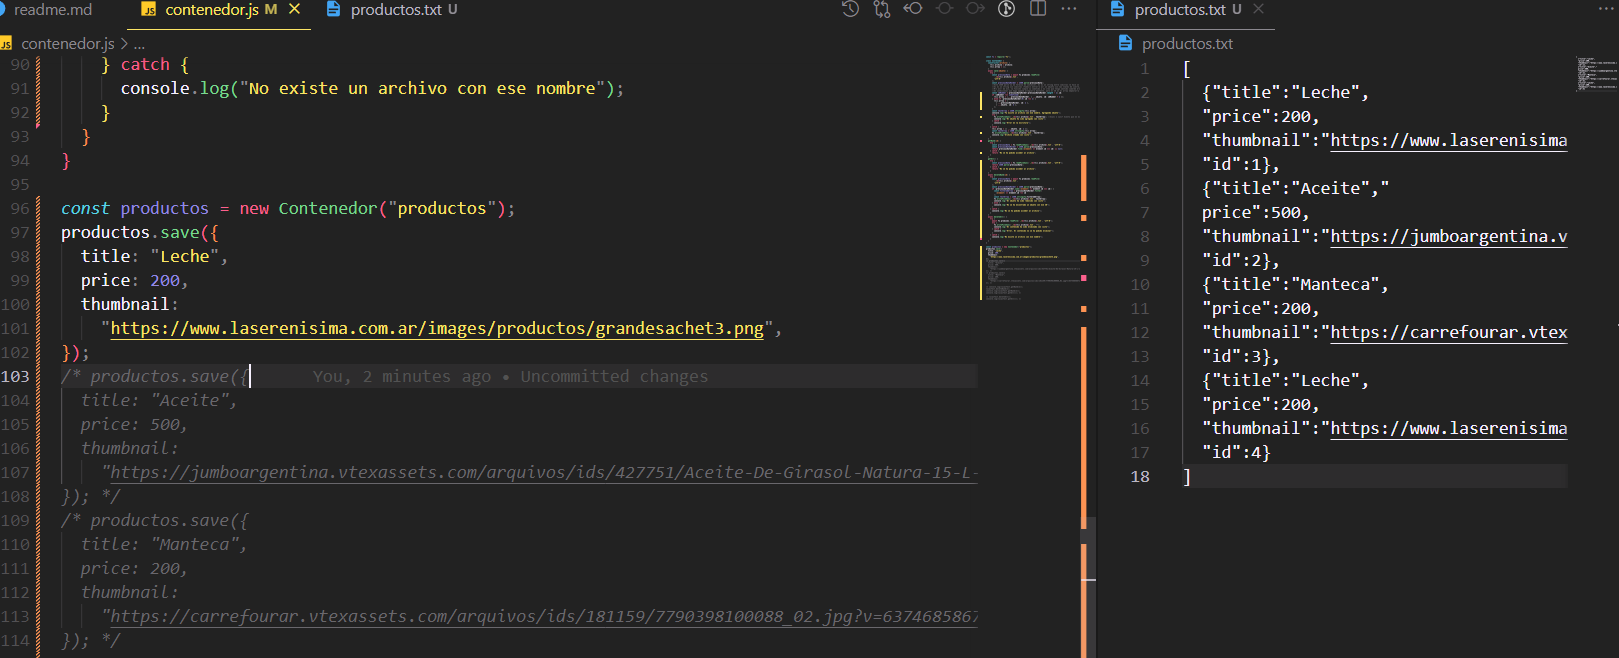 readme.md
contenedor.js M
productos.txt U
contenedor.js > ...
90 } catch {
91 console.log("No existe un archivo con ese nombre");
92 }
93 }
94 }
95
96 const productos = new Contenedor("productos");
97 productos.save({
98 title: "Leche",
99 price: 200,
100 thumbnail:
101 "https://www.laserenisima.com.ar/images/productos/grandesachet3.png",
102 });
103 /* productos.save({ You, 2 minutes ago • Uncommitted changes
104 title: "Aceite",
105 price: 500,
106 thumbnail:
107 "https://jumboargentina.vtexassets.com/arquivos/ids/427751/Aceite-De-Girasol-Natura-15-L-
108 }); */
109 /* productos.save({
110 title: "Manteca",
111 price: 200,
112 thumbnail:
113 "https://carrefourar.vtexassets.com/arquivos/ids/181159/7790398100088_02.jpg?v=6374685867
114 }); */
productos.txt U
productos.txt
1 [
2 {"title":"Leche",
3 "price":200,
4 "thumbnail":"https://www.laserenisima
5 "id":1},
6 {"title":"Aceite","
7 price":500,
8 "thumbnail":"https://jumboargentina.v
9 "id":2},
10 {"title":"Manteca",
11 "price":200,
12 "thumbnail":"https://carrefourar.vtex
13 "id":3},
14 {"title":"Leche",
15 "price":200,
16 "thumbnail":"https://www.laserenisima
17 "id":4}
18 ]